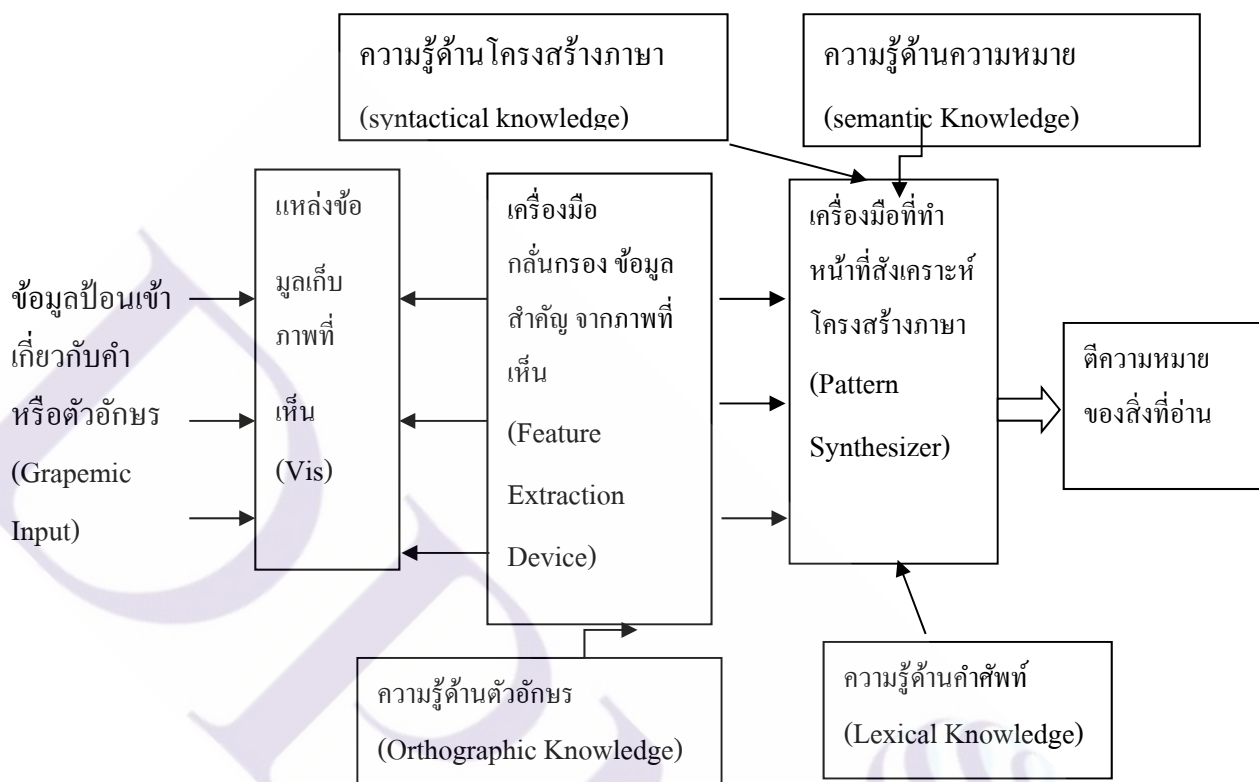 ความรู้ด้านโครงสร้างภาษา
(syntactical knowledge)
ความรู้ด้านความหมาย
(semantic Knowledge)
ข้อมูลป้อนเข้า
เกี่ยวกับคำ
หรือตัวอักษร
(Grapemic
Input)
แหล่งข้อ
มูลเก็บ
ภาพที่
เห็น
(Vis)
เครื่องมือ
กลั่นกรอง ข้อมูล
สำคัญ จากภาพที่
เห็น
(Feature
Extraction
Device)
เครื่องมือที่ทำ
หน้าที่สังเคราะห์
โครงสร้างภาษา
(Pattern
Synthesizer)
ตีความหมาย
ของสิ่งที่อ่าน
ความรู้ด้านตัวอักษร
(Orthographic Knowledge)
ความรู้ด้านคำศัพท์
(Lexical Knowledge)